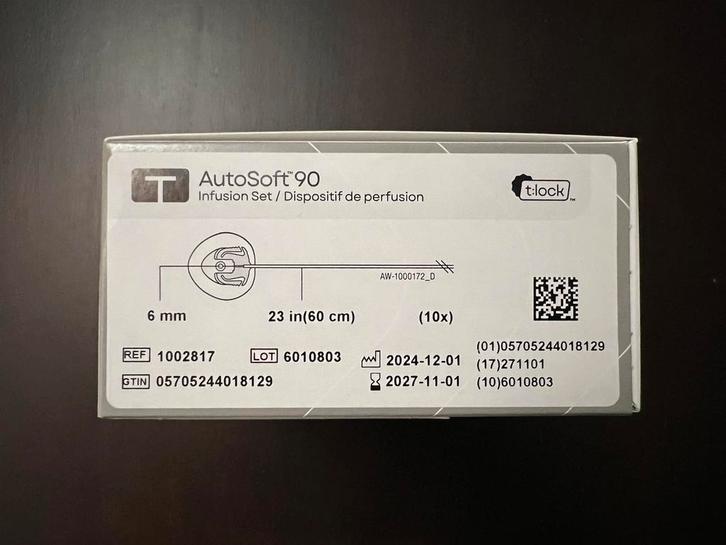 T
AutoSoft™90
Infusion Set / Dispositif de perfusion
t:lock™
AW-1000172_D
6 mm 23 in(60 cm) (10x)
REF 1002817 LOT 6010803 2024-12-01
GTIN 05705244018129 2027-11-01
(01)05705244018129
(17)271101
(10)6010803